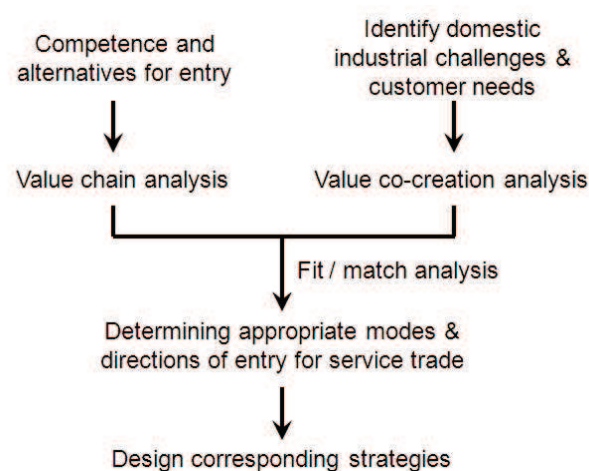 Competence and
alternatives for entry
Identify domestic
industrial challenges &
customer needs
Value chain analysis
Value co-creation analysis
Fit / match analysis
Determining appropriate modes &
directions of entry for service trade
Design corresponding strategies